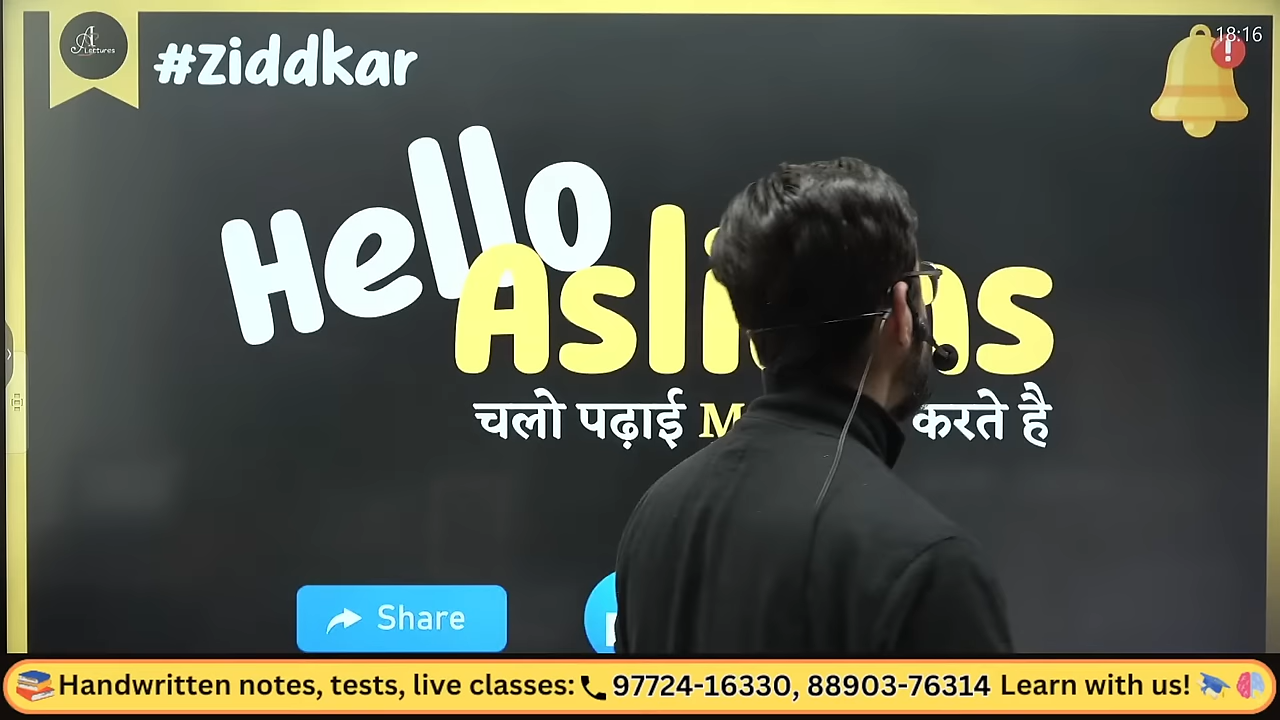 A Lectures
#ziddkar
18:16
Hello
चलो पढ़ाई
करते है
Share
Handwritten notes, tests, live classes: 97724-16330, 88903-76314 Learn with us!